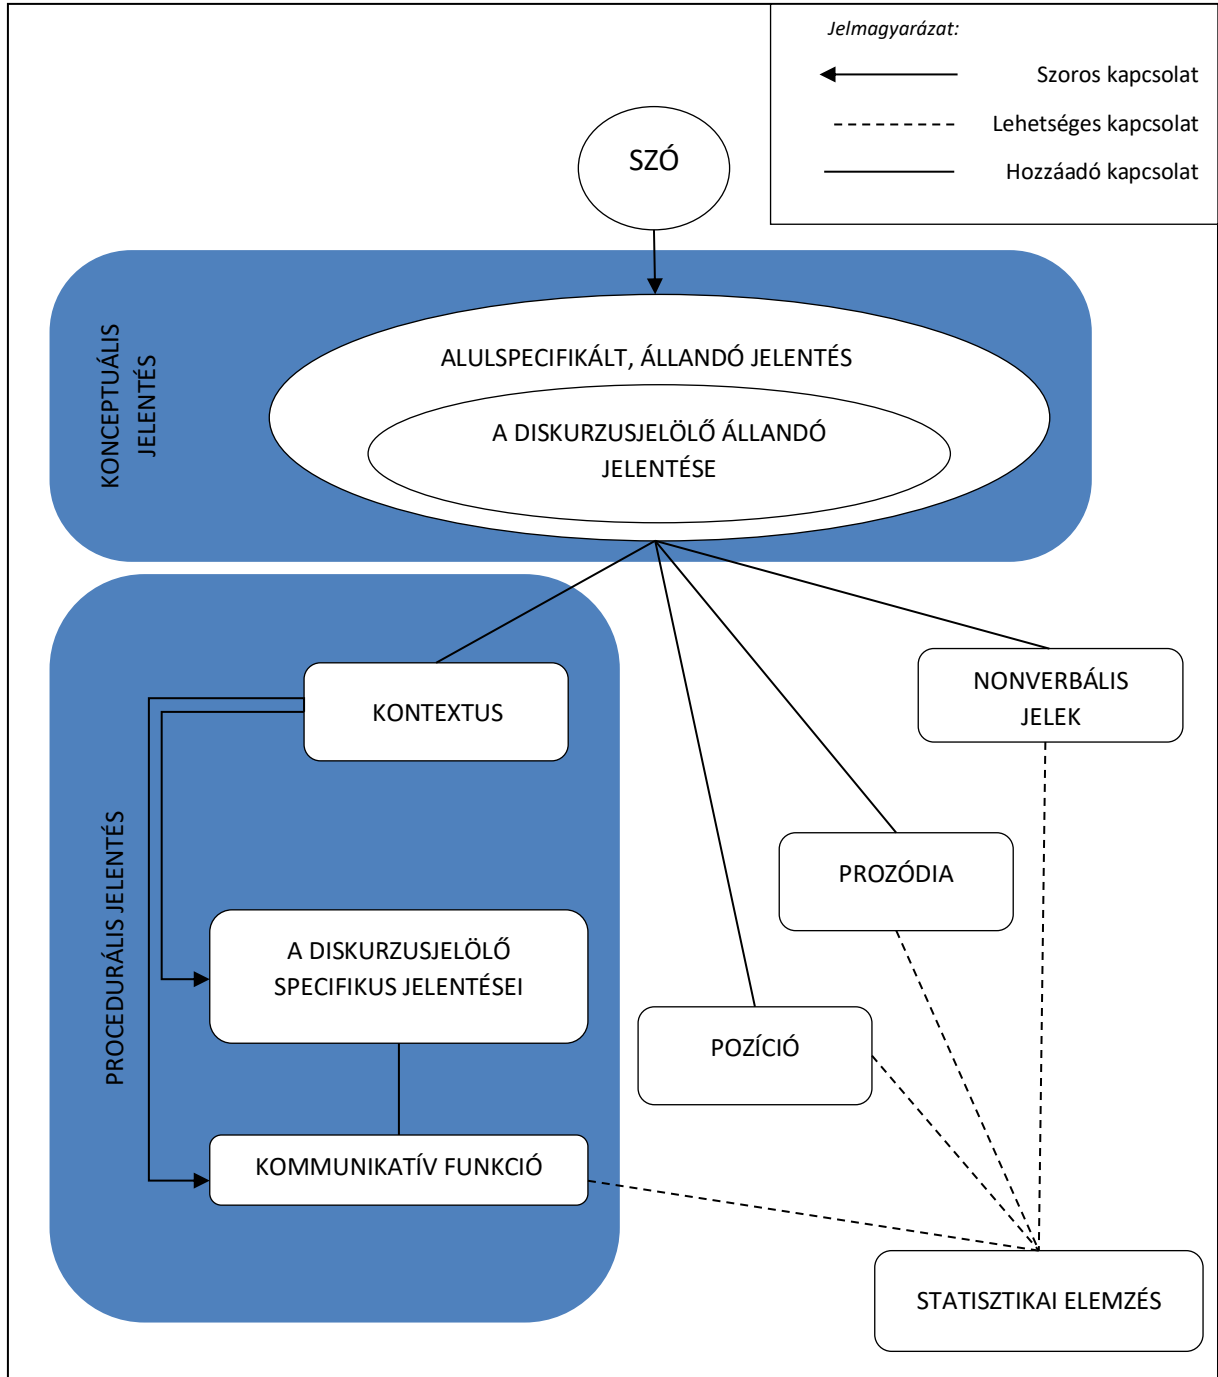 Jelmagyarázat:
Szoros kapcsolat
Lehetséges kapcsolat
Hozzáadó kapcsolat
SZÓ
KONCEPTUÁLIS
JELENTÉS
ALULSPECIFIKÁLT, ÁLLANDÓ JELENTÉS
A DISKURZUSJELÖLŐ ÁLLANDÓ
JELENTÉSE
PROCEDURÁLIS JELENTÉS
KONTEXTUS
NONVERBÁLIS
JELEK
PROZÓDIA
A DISKURZUSJELÖLŐ
SPECIFIKUS JELENTÉSEI
POZÍCIÓ
KOMMUNIKATÍV FUNKCIÓ
STATISZTIKAI ELEMZÉS